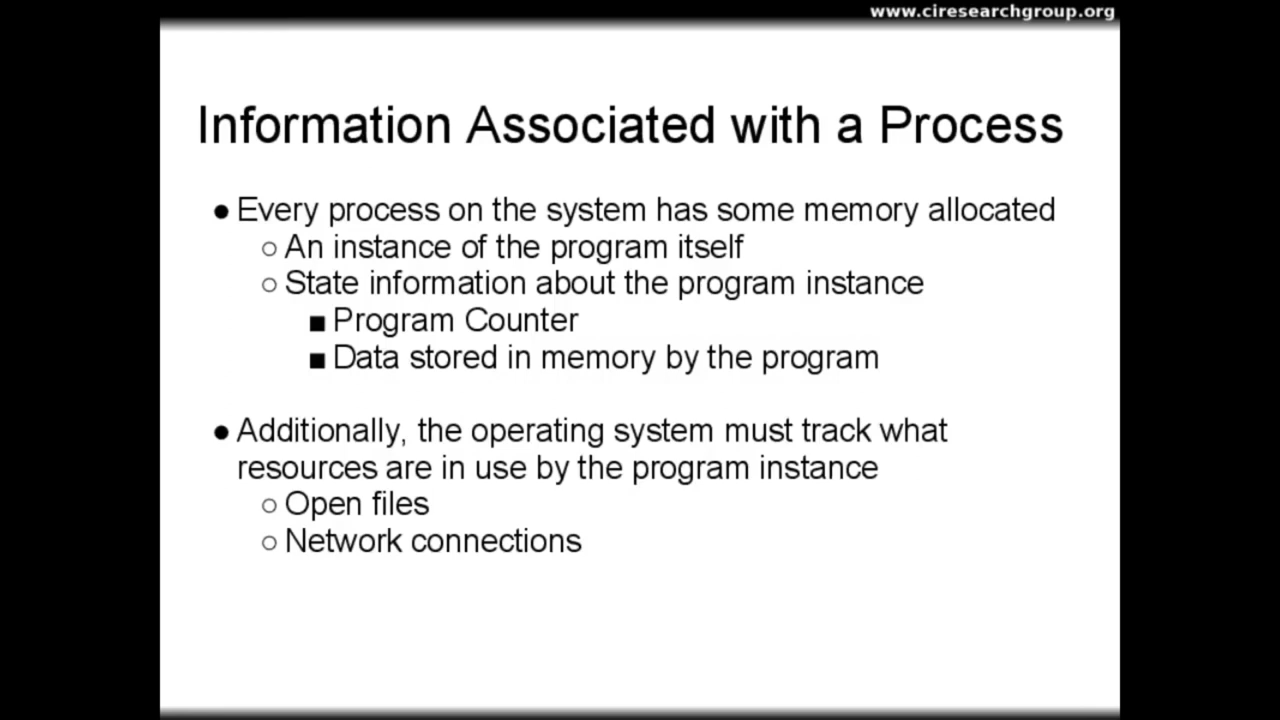 www.ciresearchgroup.org
Information Associated with a Process
● Every process on the system has some memory allocated
○ An instance of the program itself
○ State information about the program instance
■ Program Counter
■ Data stored in memory by the program
● Additionally, the operating system must track what
resources are in use by the program instance
○ Open files
○ Network connections